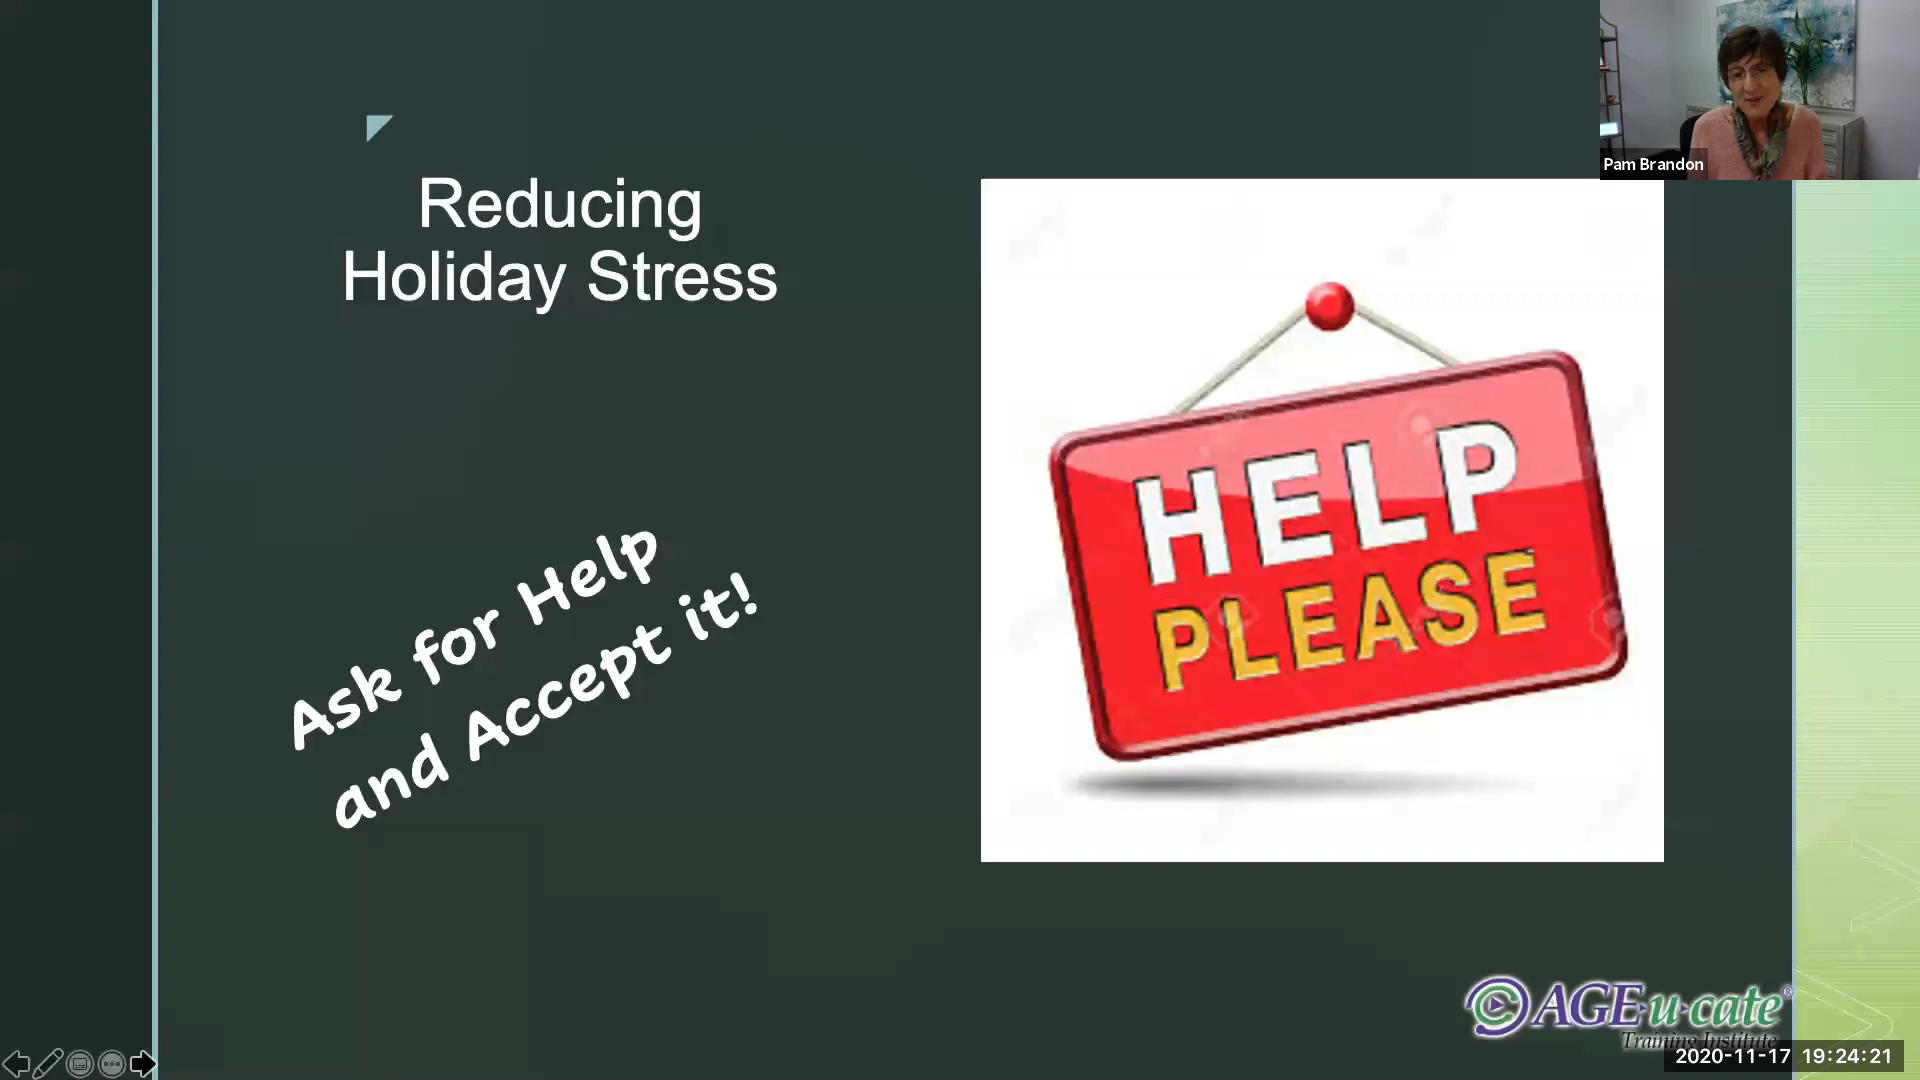 Pam Brandon
Reducing
Holiday Stress
Ask for Help
and Accept it!
HELP
PLEASE
AGE-u-cate®
Training Institute
2020-11-17 19:24:21